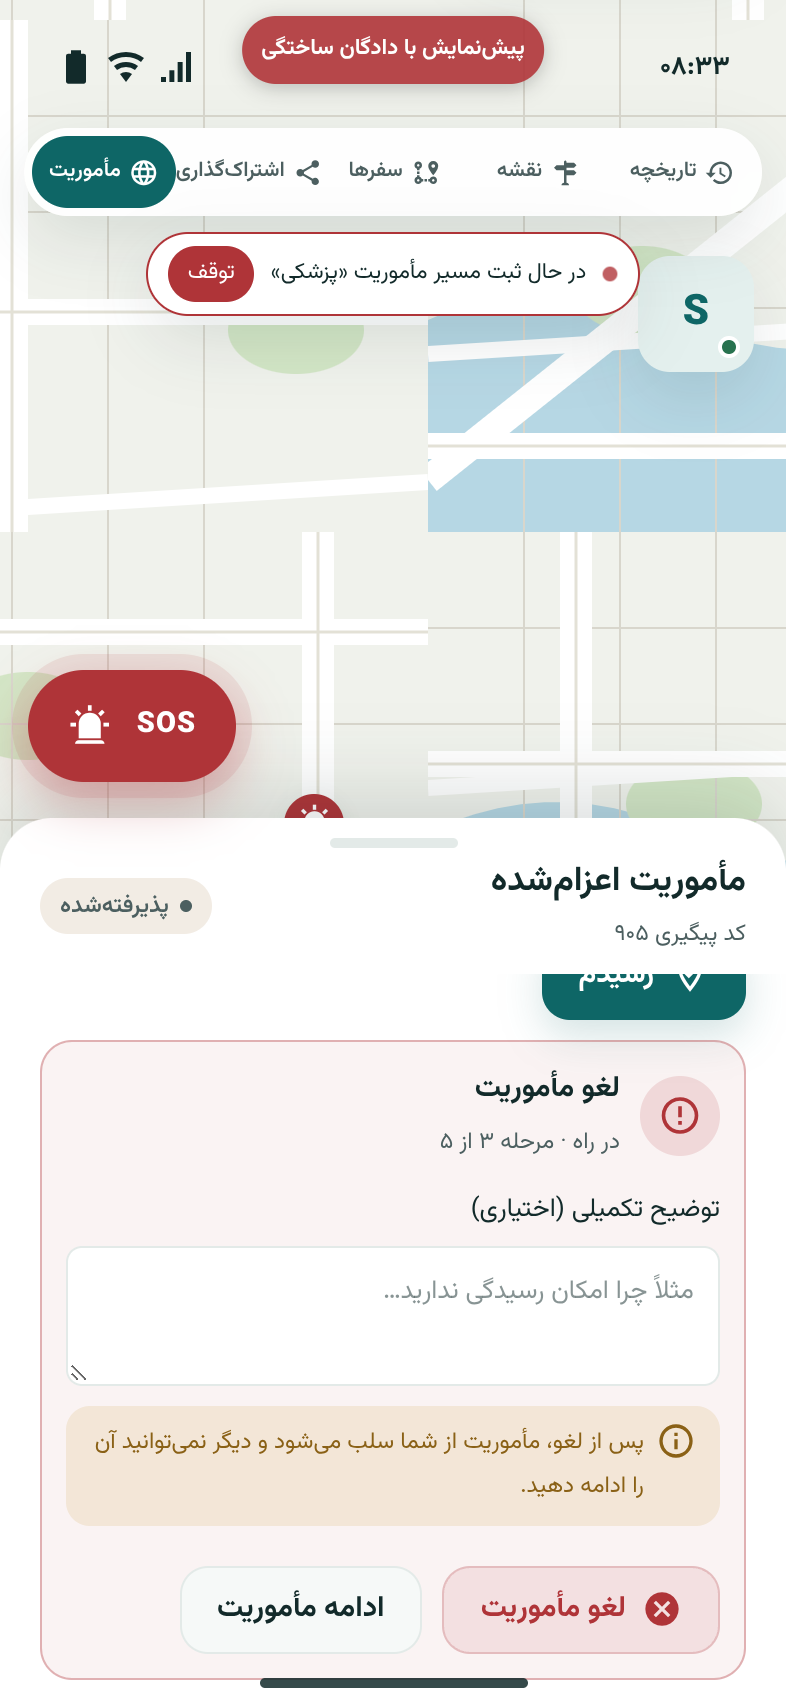 پیش‌نمایش با دادگان ساختگی
۰۸:۳۳
تاریخچه
نقشه
سفرها
اشتراک‌گذاری
مأموریت
در حال ثبت مسیر مأموریت «پزشکی»
توقف
S
SOS
مأموریت اعزام‌شده
پذیرفته‌شده
کد پیگیری ۹۰۵
رسیدم
لغو مأموریت
در راه · مرحله ۳ از ۵
توضیح تکمیلی (اختیاری)
مثلاً چرا امکان رسیدگی ندارید...
پس از لغو، مأموریت از شما سلب می‌شود و دیگر نمی‌توانید آن
را ادامه دهید.
لغو مأموریت
ادامه مأموریت